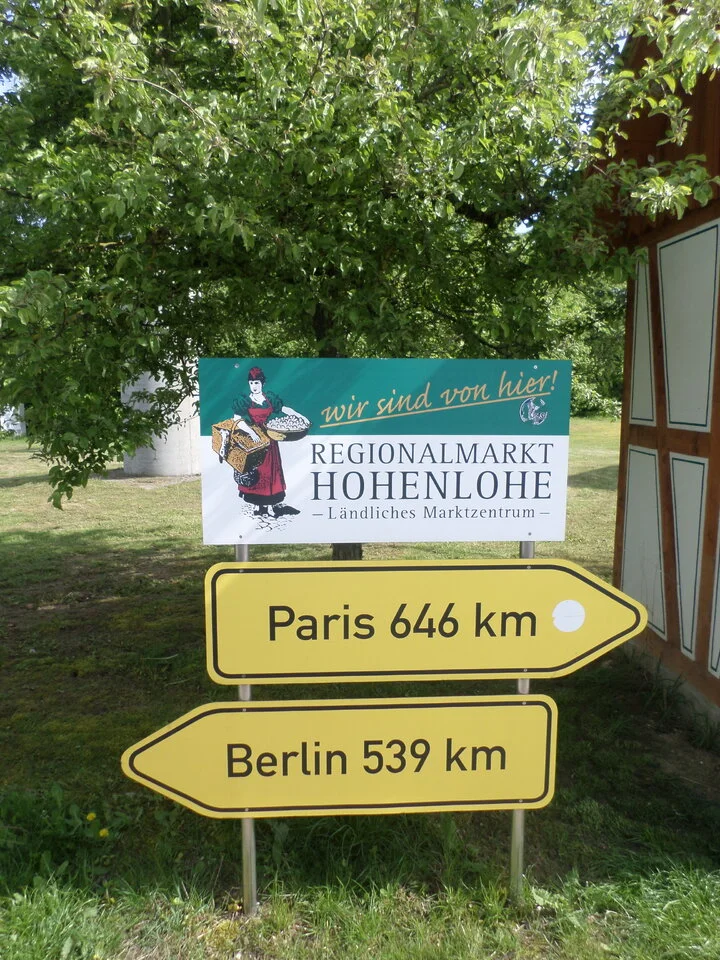 wir sind von hier!
REGIONALMARKT
HOHENLOHE
– Ländliches Marktzentrum –
Paris 646 km
Berlin 539 km